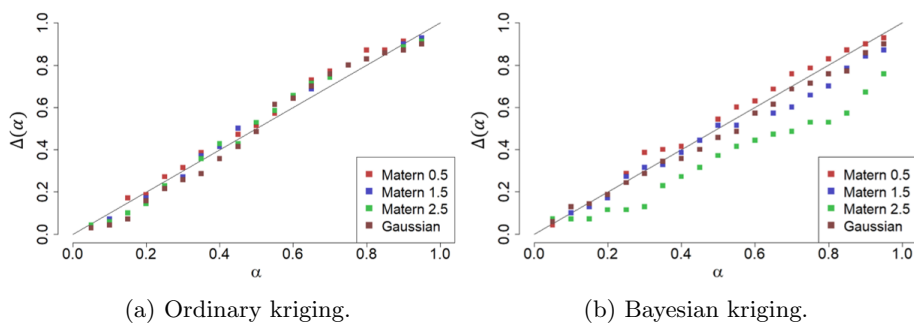 Δ(α)
1.0
0.8
0.6
0.4
0.2
0.0
Matern 0.5
Matern 1.5
Matern 2.5
Gaussian
0.0 0.2 0.4 0.6 0.8 1.0
α
(a) Ordinary kriging.
Δ(α)
1.0
0.8
0.6
0.4
0.2
0.0
Matern 0.5
Matern 1.5
Matern 2.5
Gaussian
0.0 0.2 0.4 0.6 0.8 1.0
α
(b) Bayesian kriging.